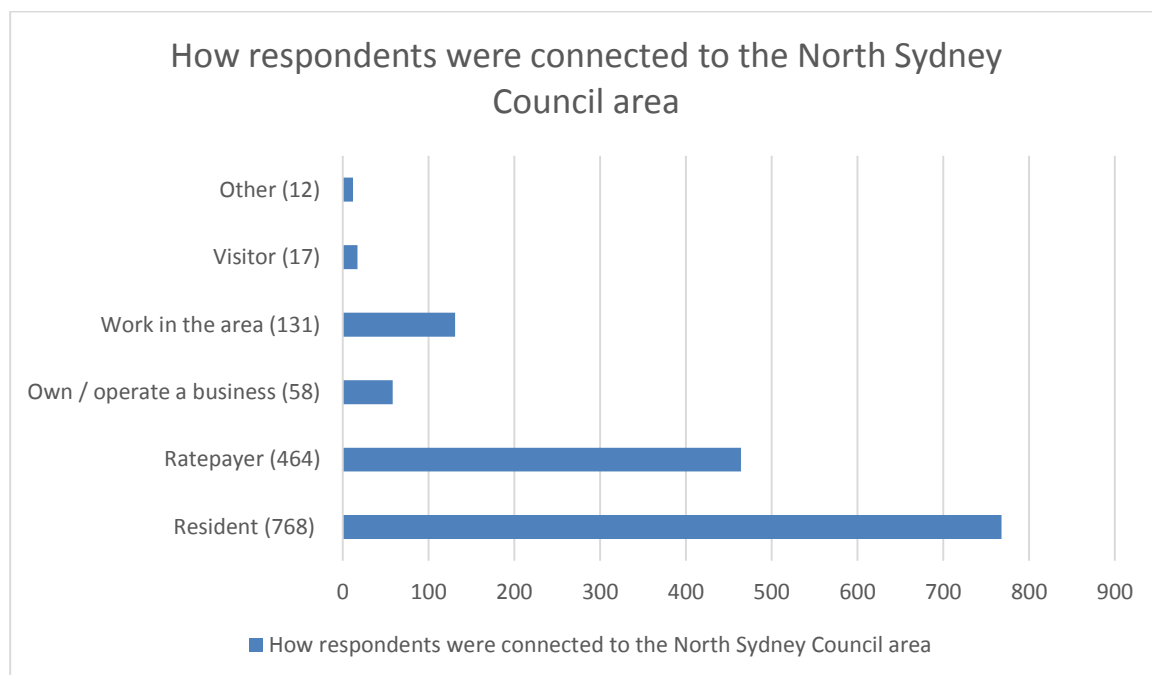 How respondents were connected to the North Sydney
Council area
Other (12)
Visitor (17)
Work in the area (131)
Own / operate a business (58)
Ratepayer (464)
Resident (768)
0 100 200 300 400 500 600 700 800 900
How respondents were connected to the North Sydney Council area